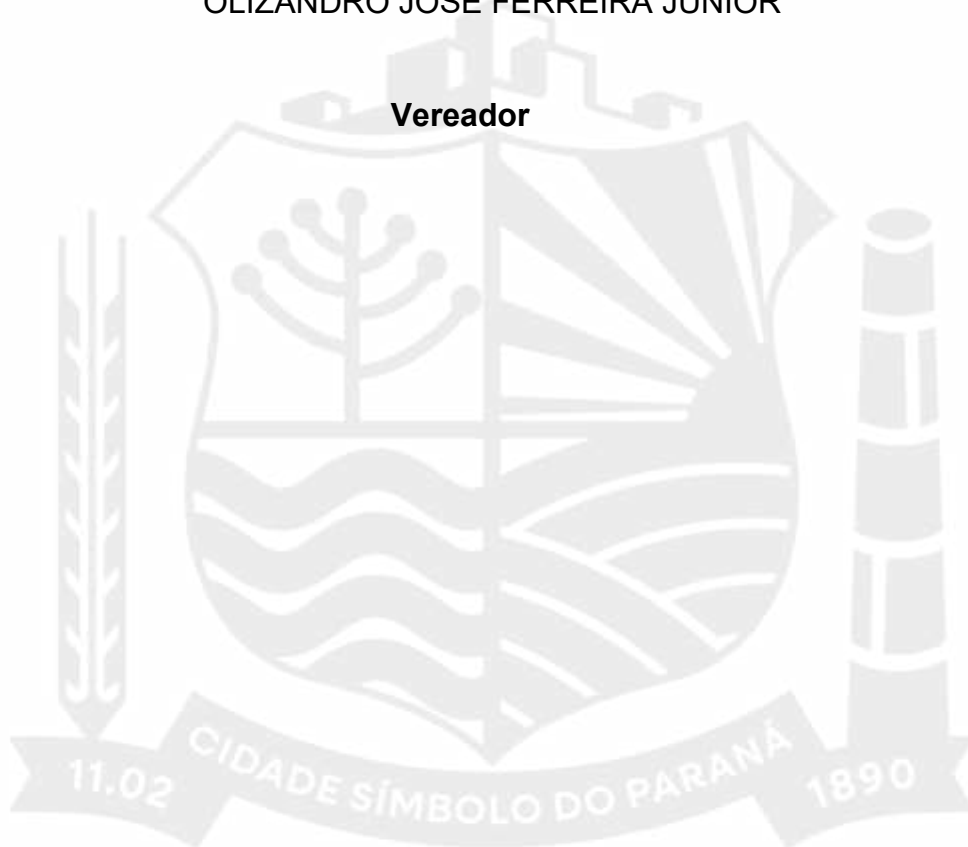 OLIZANDRO JOSÉ FERREIRA JUNIOR
Vereador
11.02 CIDADE SÍMBOLO DO PARANÁ 1890